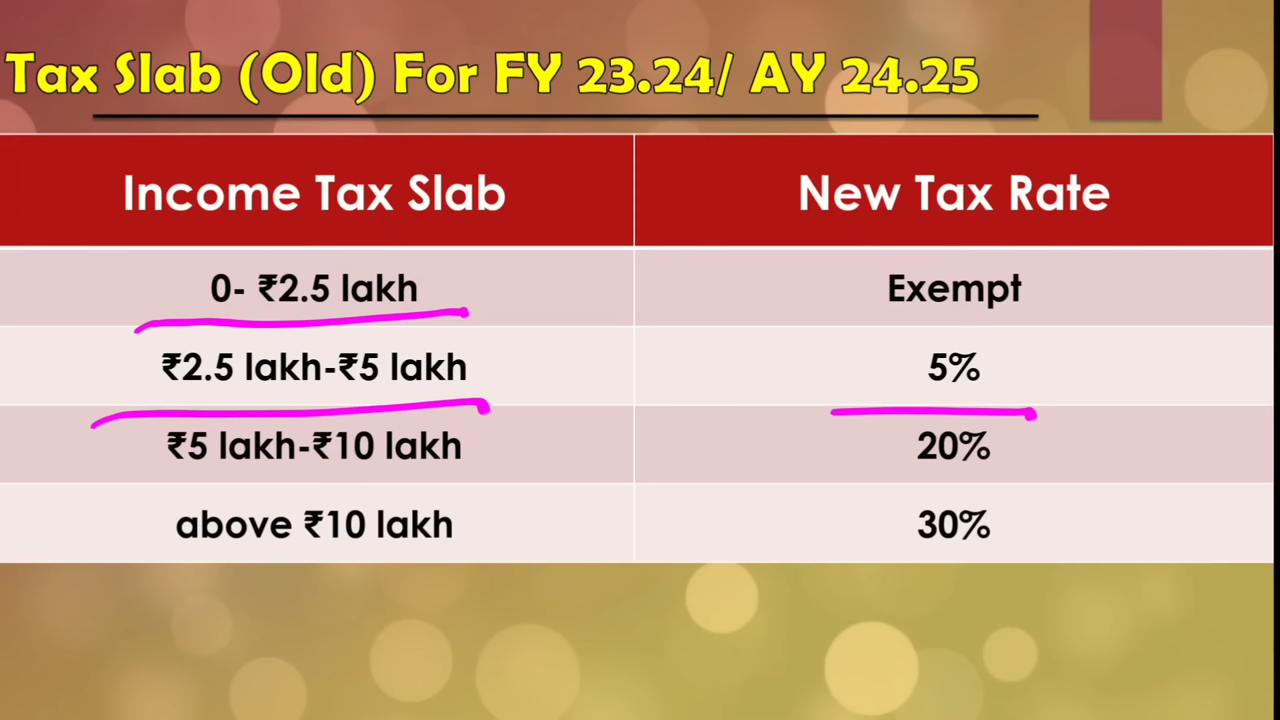 Tax Slab (Old) For FY 23.24/ AY 24.25
Income Tax Slab New Tax Rate
0- ₹2.5 lakh Exempt
₹2.5 lakh-₹5 lakh 5%
₹5 lakh-₹10 lakh 20%
above ₹10 lakh 30%